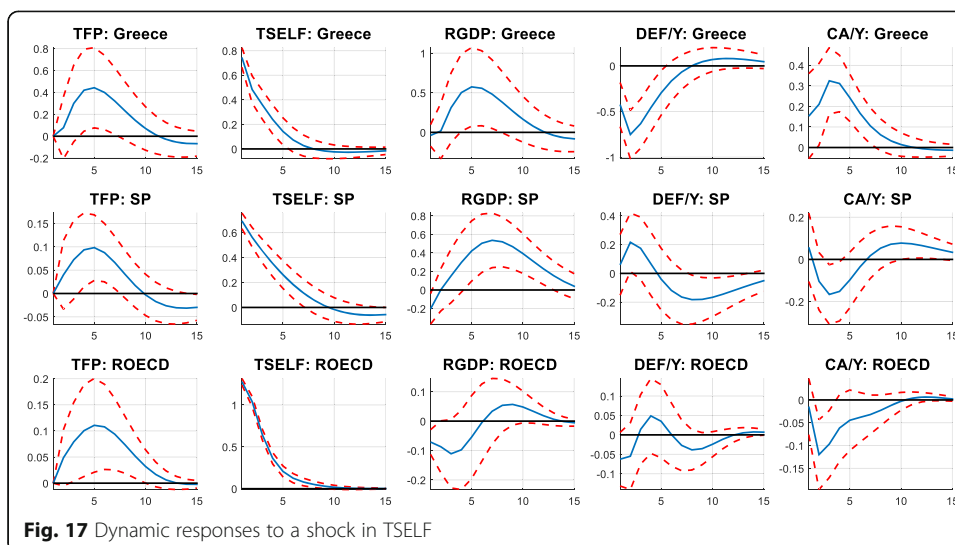 TFP: Greece TSELF: Greece RGDP: Greece DEF/Y: Greece CA/Y: Greece
0.8 0.8 1 0 0.4
0.6 0.6 0.3
0.4 0.4 0.5 -0.5 0.2
0.2 0.2 0.1
0 0 0 0
-0.2 -1
5 10 15 5 10 15 5 10 15 5 10 15 5 10 15
TFP: SP TSELF: SP RGDP: SP DEF/Y: SP CA/Y: SP
0.15 0.6 0.8 0.4 0.2
0.1 0.4 0.6 0.2
0.05 0.2 0.4 0 0
0 0 0.2 -0.2 -0.2
-0.05 0
-0.2
5 10 15 5 10 15 5 10 15 5 10 15 5 10 15
TFP: ROECD TSELF: ROECD RGDP: ROECD DEF/Y: ROECD CA/Y: ROECD
0.2 1 0.1 0.1 0
0.15 0.05 -0.05
0.1 0.5 0 0 -0.1
0.05 -0.1 -0.05 -0.15
0 0 -0.2 -0.1
5 10 15 5 10 15 5 10 15 5 10 15 5 10 15
Fig. 17 Dynamic responses to a shock in TSELF